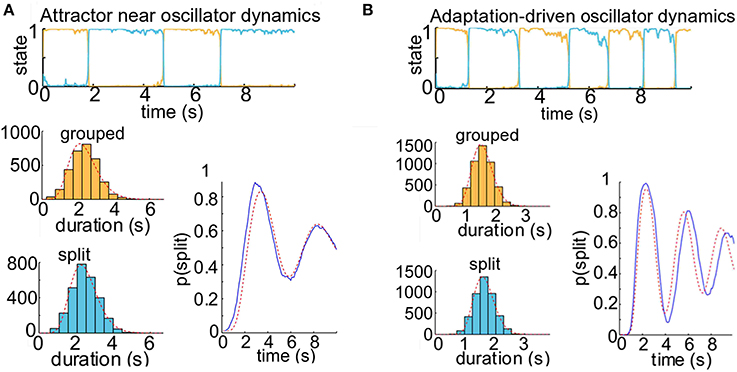 A
Attractor near oscillator dynamics
state
1
0
0 2 4 6 8
time (s)
grouped
1000
500
0
0 2 4 6
duration (s)
split
800
400
0
0 2 4 6
duration (s)
p(split)
1
0.8
0.6
0.4
0.2
0
0 2 4 6 8
time (s)
B
Adaptation-driven oscillator dynamics
state
1
0
0 2 4 6 8
time (s)
grouped
1500
1000
500
0
0 1 2 3
duration (s)
split
1500
1000
500
0
0 1 2 3
duration (s)
p(split)
1
0.8
0.6
0.4
0.2
0
0 2 4 6 8
time (s)